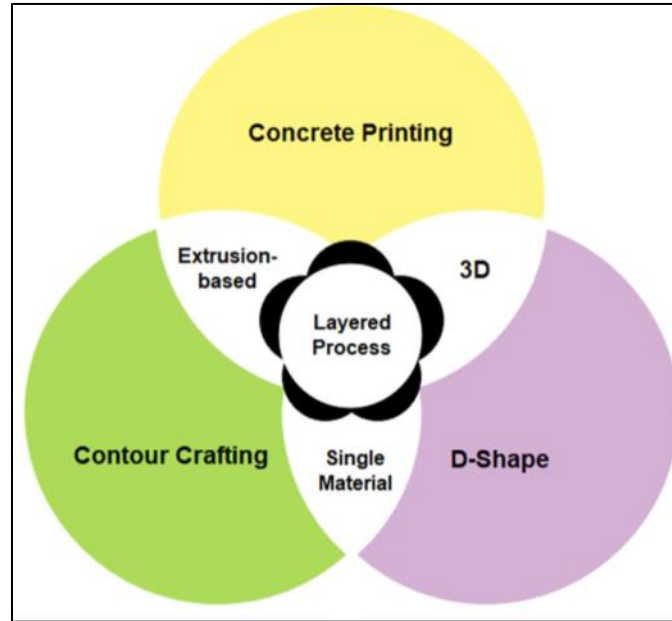 Concrete Printing
Extrusion-
based
3D
Layered
Process
Contour Crafting
Single
Material
D-Shape